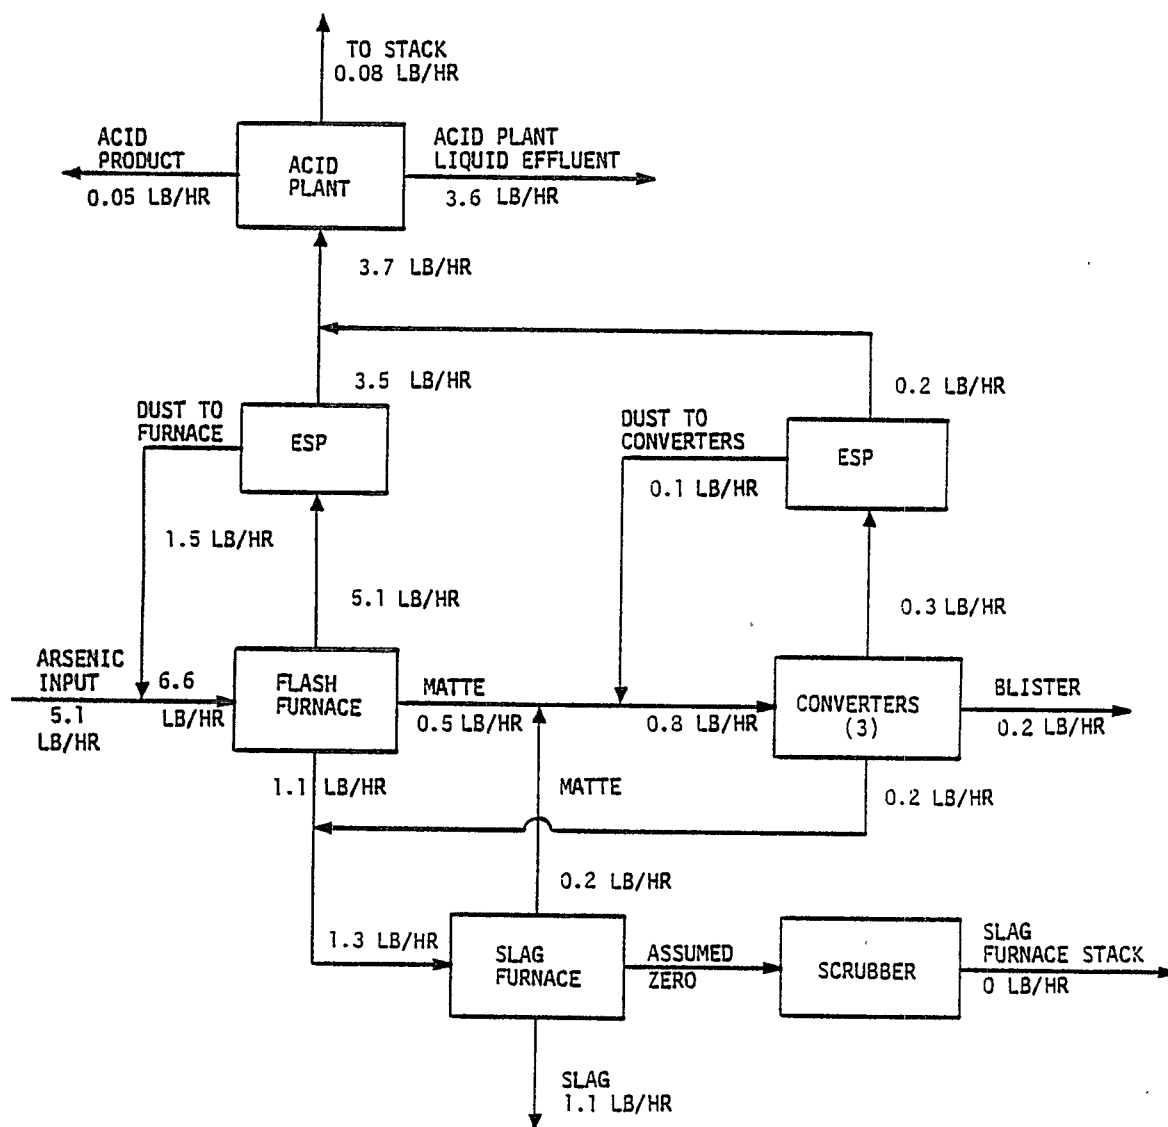 TO STACK
0.08 LB/HR
ACID
PRODUCT
0.05 LB/HR
ACID
PLANT
ACID PLANT
LIQUID EFFLUENT
3.6 LB/HR
3.7 LB/HR
3.5 LB/HR
0.2 LB/HR
DUST TO
FURNACE
ESP
DUST TO
CONVERTERS
0.1 LB/HR
ESP
1.5 LB/HR
5.1 LB/HR
0.3 LB/HR
ARSENIC
INPUT
5.1
LB/HR
6.6
LB/HR
FLASH
FURNACE
MATTE
0.5 LB/HR
0.8 LB/HR
CONVERTERS
(3)
BLISTER
0.2 LB/HR
1.1 LB/HR
MATTE
0.2 LB/HR
0.2 LB/HR
1.3 LB/HR
SLAG
FURNACE
ASSUMED
ZERO
SCRUBBER
SLAG
FURNACE STACK
0 LB/HR
SLAG
1.1 LB/HR